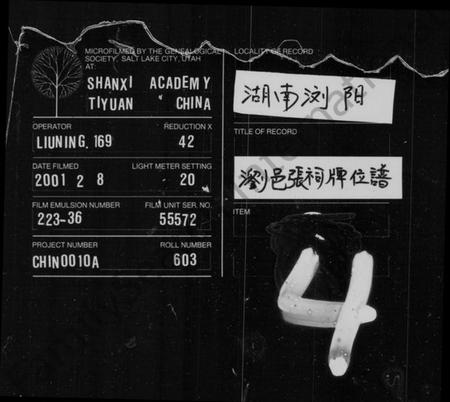 MICROFILMED BY THE GENEALOGICAL
SOCIETY, SALT LAKE CITY, UTAH
AT:
SHANXI ACADEMY
TIYUAN CHINA
OPERATOR
LIUNING. 169
REDUCTION X
42
DATE FILMED
2001 2 8
LIGHT METER SETTING
20
FILM EMULSION NUMBER
223-36
FILM UNIT SER. NO.
55572
PROJECT NUMBER
CHIN0010A
ROLL NUMBER
603
LOCALITY OF RECORD
湖南浏阳
TITLE OF RECORD
瀏邑張祠牌位譜
ITEM
4